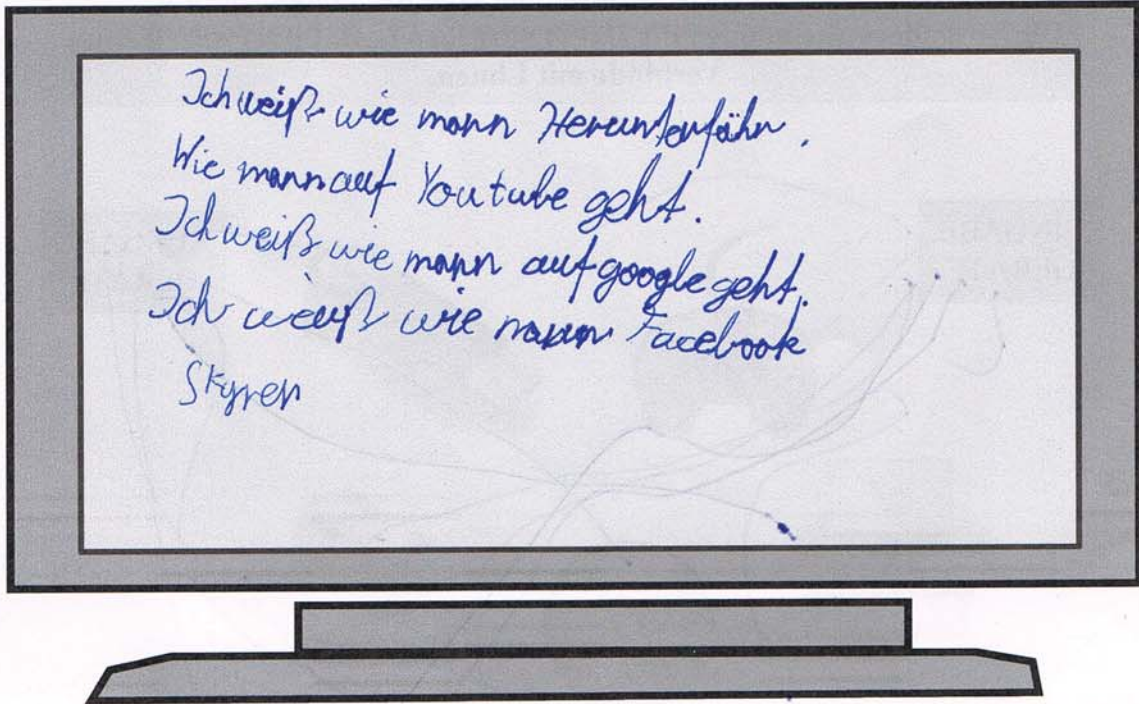 Ich weiß wie mann Herunterfähr.
Wie mann auf Youtube geht.
Ich weiß wie mann auf google geht.
Ich weiß wie mann Facebook
Skyren